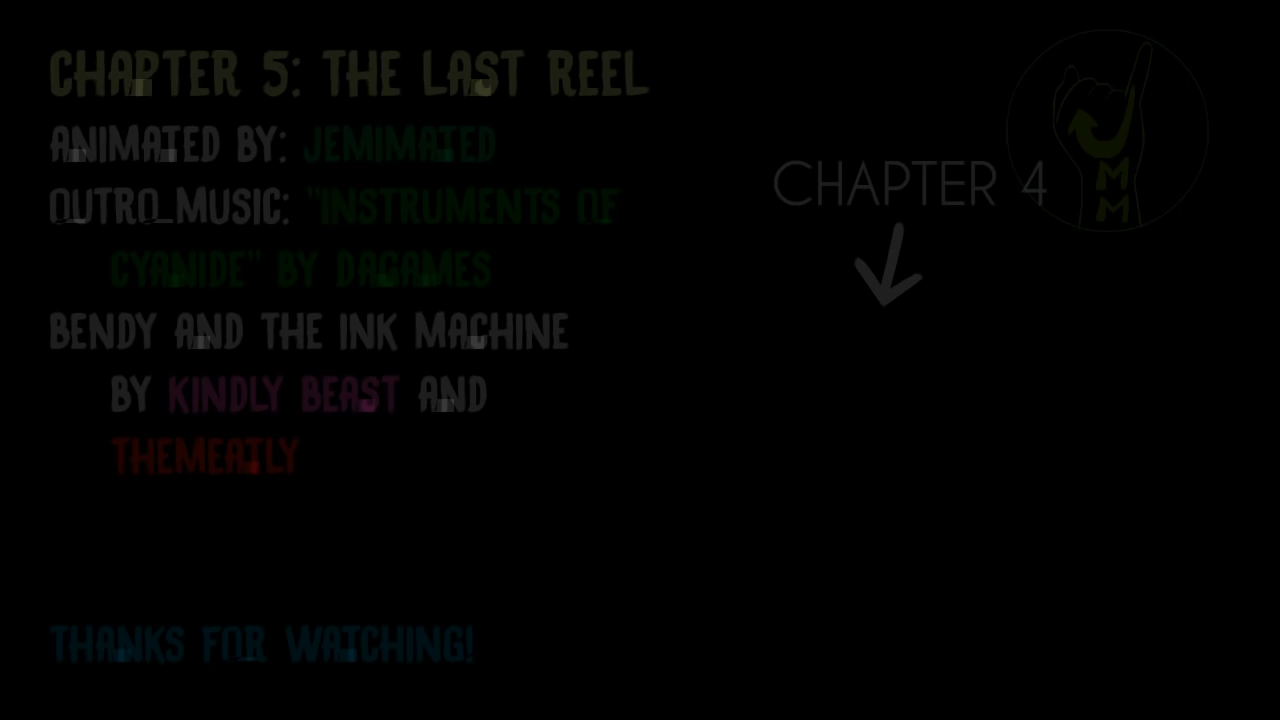 CHAPTER 5: THE LAST REEL
ANIMATED BY: JEMIMATED
OUTRO MUSIC: "INSTRUMENTS OF
CYANIDE" BY DAGAMES
BENDY AND THE INK MACHINE
BY KINDLY BEAST AND
THEMEATLY
THANKS FOR WATCHING!
CHAPTER 4
M
M